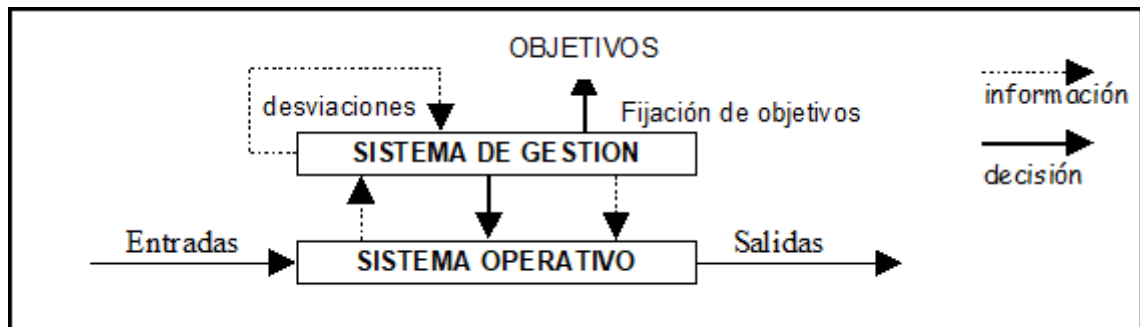 OBJETIVOS
desviaciones
Fijación de objetivos
información
SISTEMA DE GESTION
decisión
Entradas
Salidas
SISTEMA OPERATIVO